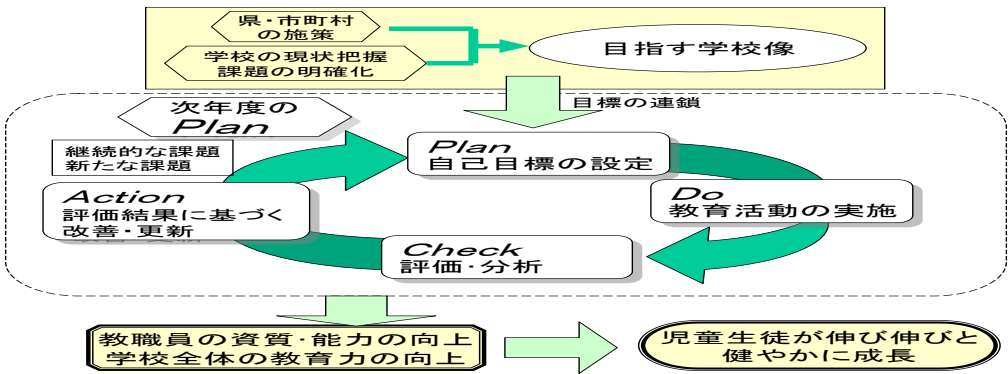 県・市町村
の施策
学校の現状把握
課題の明確化
目指す学校像
目標の連鎖
次年度の
Plan
継続的な課題
新たな課題
Plan
自己目標の設定
Do
教育活動の実施
Action
評価結果に基づく
改善・更新
Check
評価・分析
教職員の資質・能力の向上
学校全体の教育力の向上
児童生徒が伸び伸びと
健やかに成長